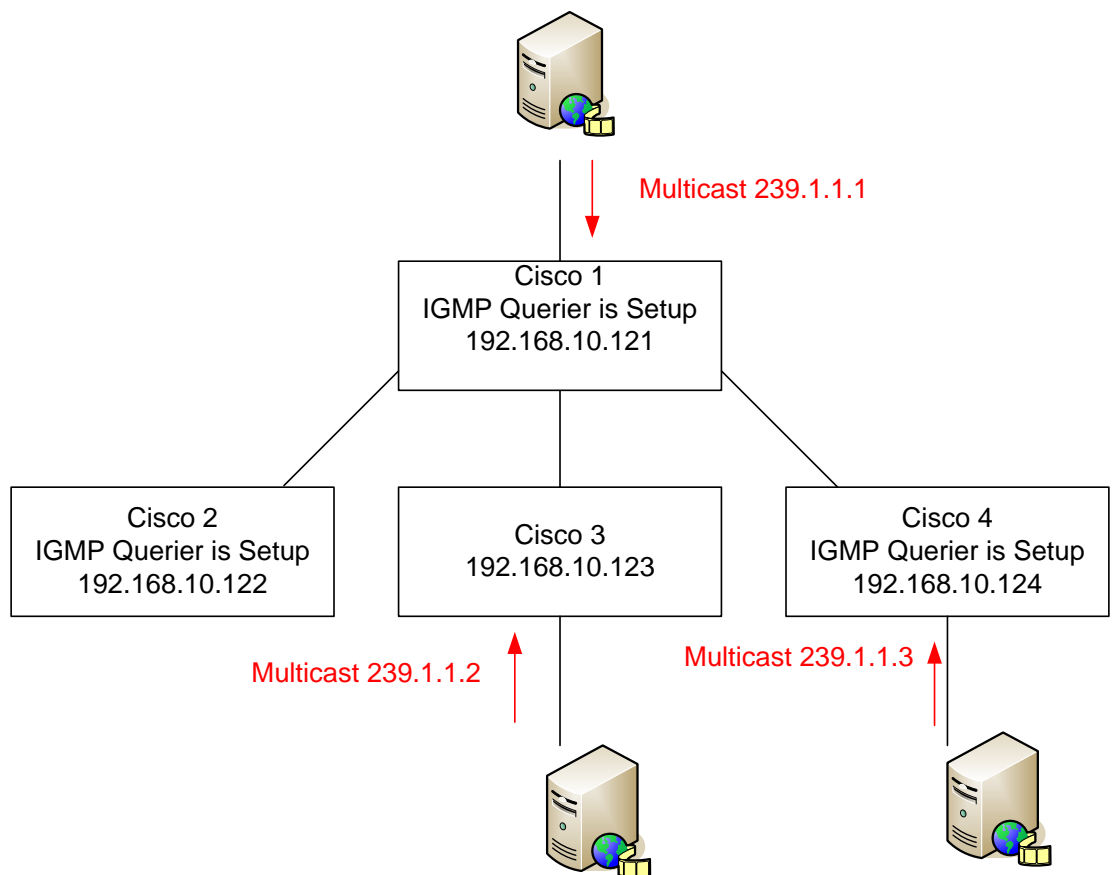 Multicast 239.1.1.1
Cisco 1
IGMP Querier is Setup
192.168.10.121
Cisco 2
IGMP Querier is Setup
192.168.10.122
Cisco 3
192.168.10.123
Cisco 4
IGMP Querier is Setup
192.168.10.124
Multicast 239.1.1.2
Multicast 239.1.1.3